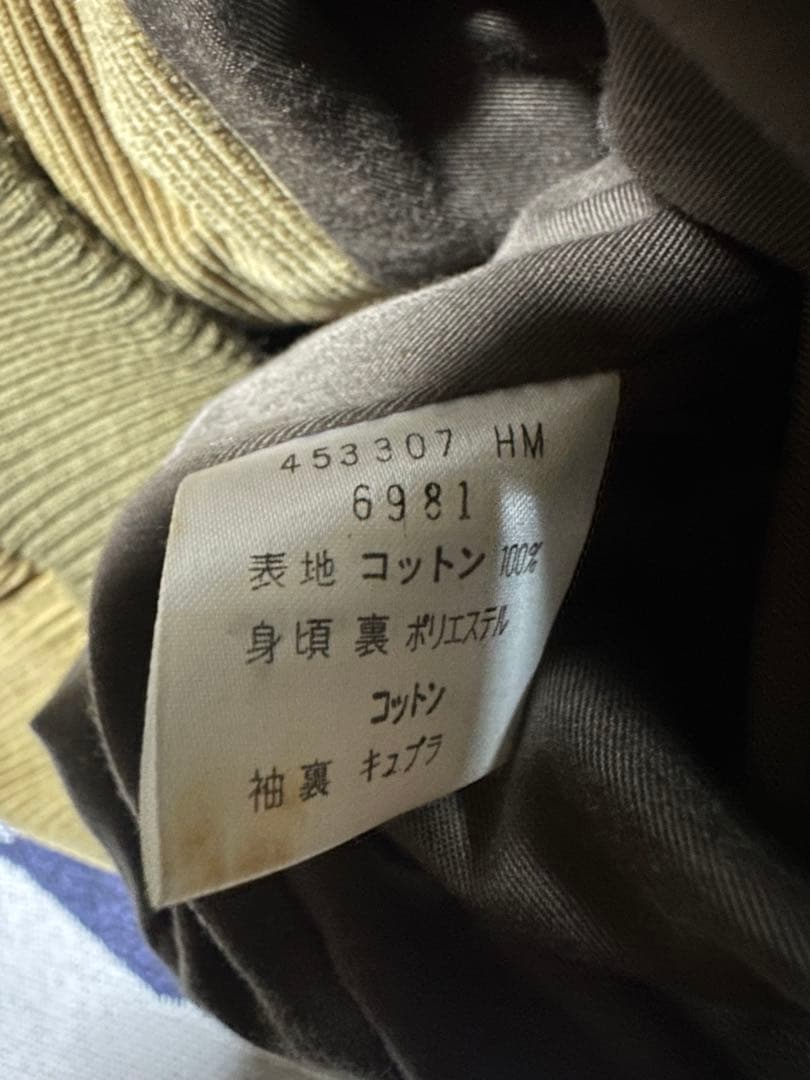 453307 HM
6981
表地 コットン 100%
身頃 裏 ポリエステル
コットン
袖裏 キュプラ